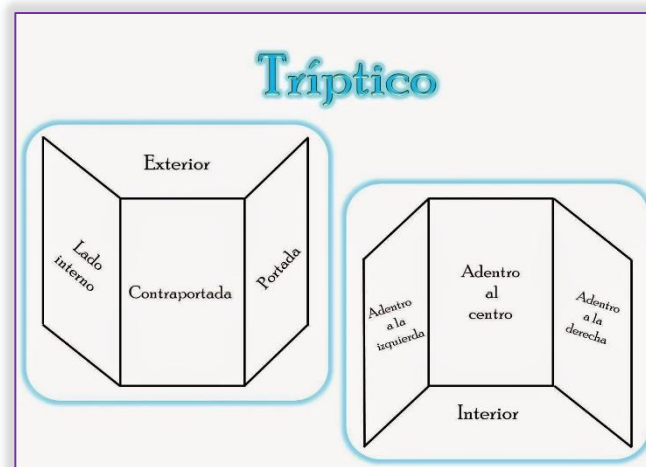 Tríptico
Exterior
Lado
interno
Contraportada
Portada
Adentro
a la
izquierda
Adentro
al
centro
Adentro
a la
derecha
Interior